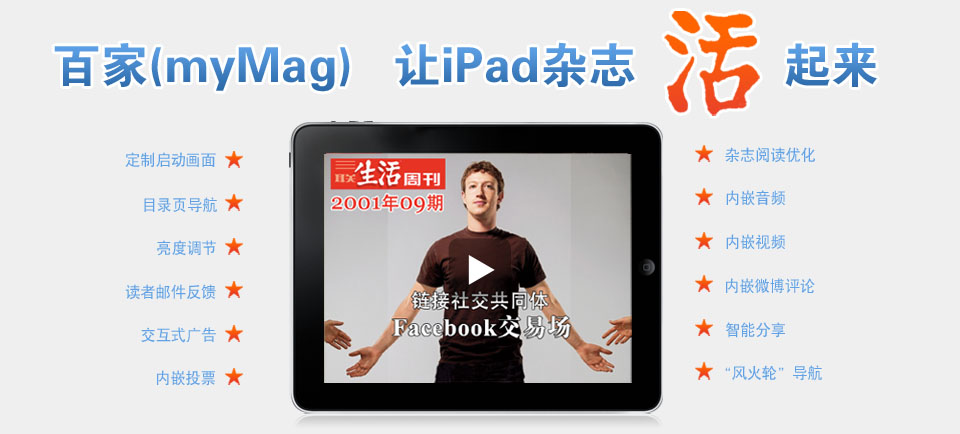 百家(myMag) 让iPad杂志活起来
定制启动画面
目录页导航
亮度调节
读者邮件反馈
交互式广告
内嵌投票
生活周刊
2001年09期
链接社交共同体
Facebook交易场
杂志阅读优化
内嵌音频
内嵌视频
内嵌微博评论
智能分享
“风火轮”导航